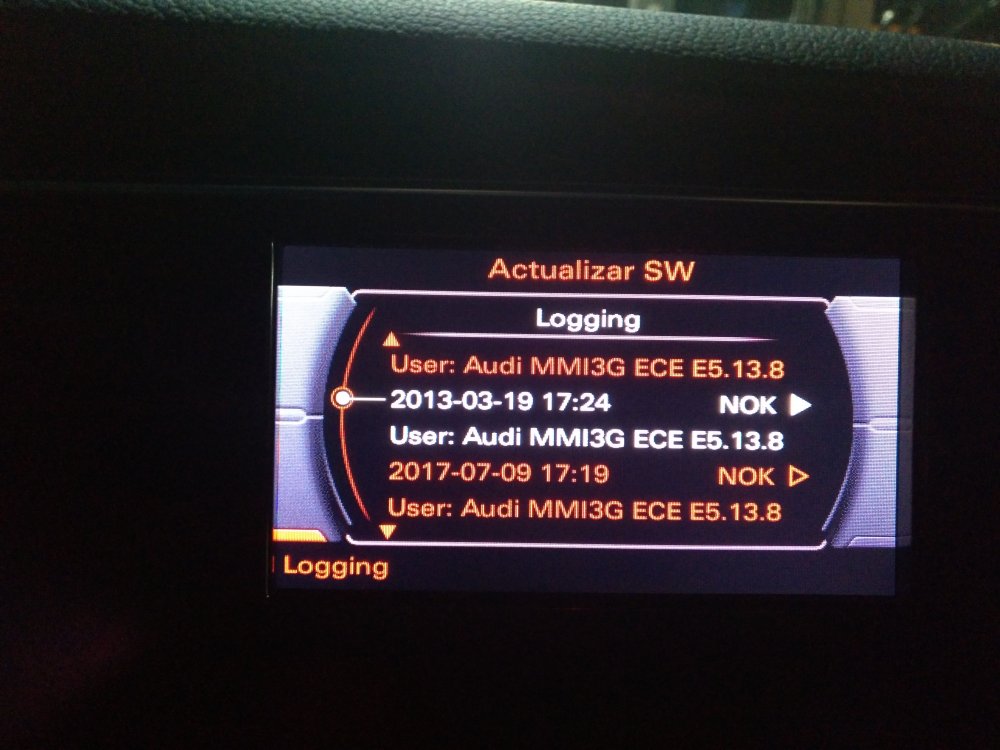 Actualizar SW
Logging
User: Audi MMI3G ECE E5.13.8
2013-03-19 17:24 NOK
User: Audi MMI3G ECE E5.13.8
2017-07-09 17:19 NOK
User: Audi MMI3G ECE E5.13.8
Logging